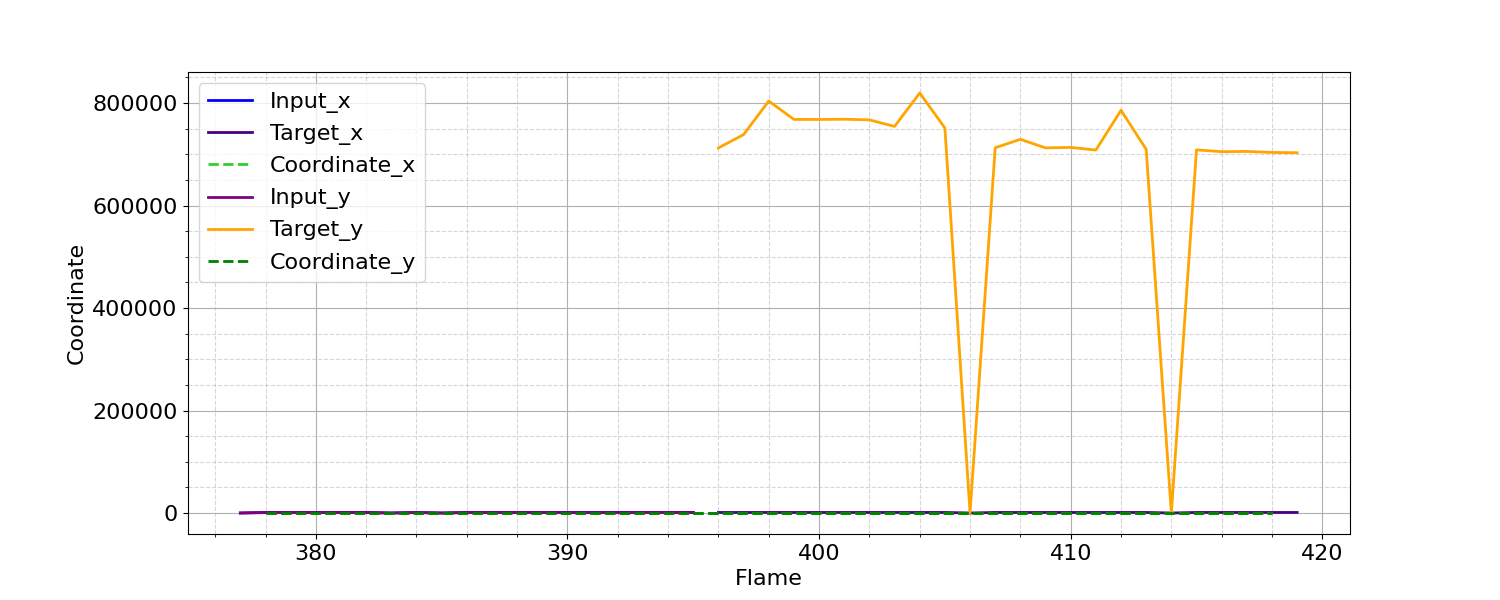 Input_x
Target_x
Coordinate_x
Input_y
Target_y
Coordinate_y
Coordinate
800000
600000
400000
200000
0
380 390 400 410 420
Flame